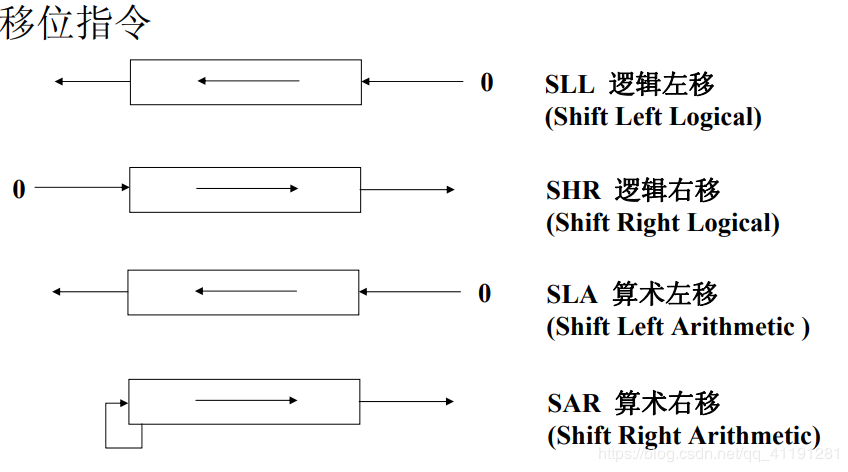 移位指令
0
SLL 逻辑左移
(Shift Left Logical)
0
SHR 逻辑右移
(Shift Right Logical)
0
SLA 算术左移
(Shift Left Arithmetic )
SAR 算术右移
(Shift Right Arithmetic)
https://blog.csdn.net/qq_41191281